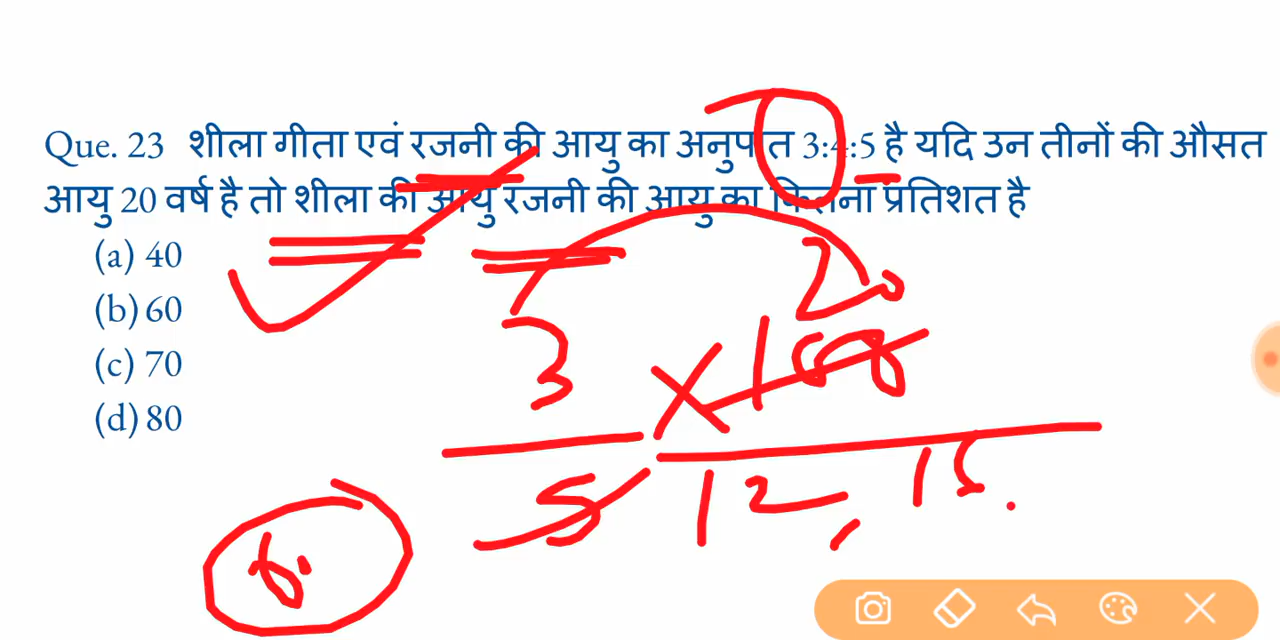 Que. 23 शीला गीता एवं रजनी की आयु का अनुपात 3:4:5 है यदि उन तीनों की औसत
आयु 20 वर्ष है तो शीला की आयु रजनी की आयु का कितना प्रतिशत है
(a) 40
(b) 60
(c) 70
(d) 80
20
3 × 100
5 12, 15.